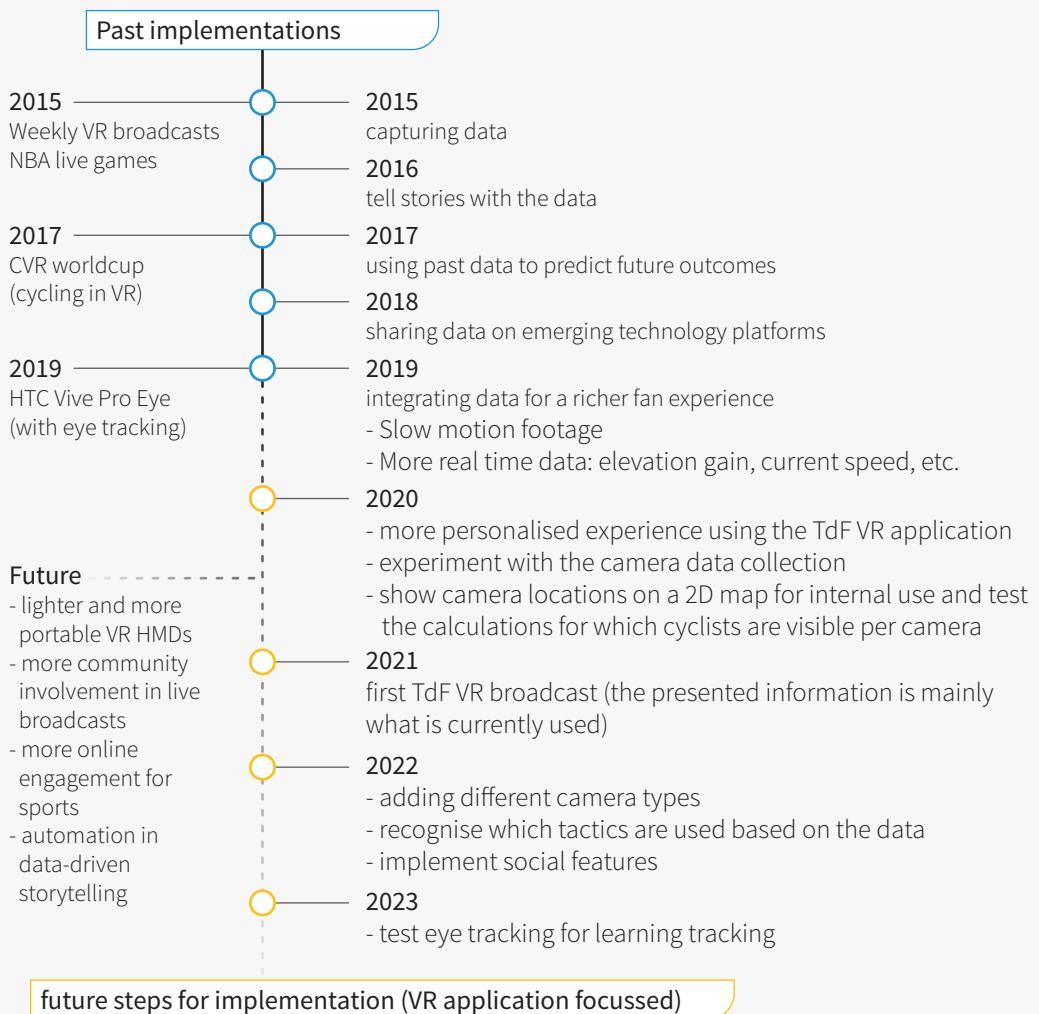 Past implementations
2015
Weekly VR broadcasts
NBA live games
2015
capturing data
2016
tell stories with the data
2017
CVR worldcup
(cycling in VR)
2017
using past data to predict future outcomes
2018
sharing data on emerging technology platforms
2019
HTC Vive Pro Eye
(with eye tracking)
2019
integrating data for a richer fan experience
- Slow motion footage
- More real time data: elevation gain, current speed, etc.
2020
- more personalised experience using the TdF VR application
- experiment with the camera data collection
- show camera locations on a 2D map for internal use and test
the calculations for which cyclists are visible per camera
Future
- lighter and more
portable VR HMDs
- more community
involvement in live
broadcasts
- more online
engagement for
sports
- automation in
data-driven
storytelling
2021
first TdF VR broadcast (the presented information is mainly
what is currently used)
2022
- adding different camera types
- recognise which tactics are used based on the data
- implement social features
2023
- test eye tracking for learning tracking
future steps for implementation (VR application focussed)